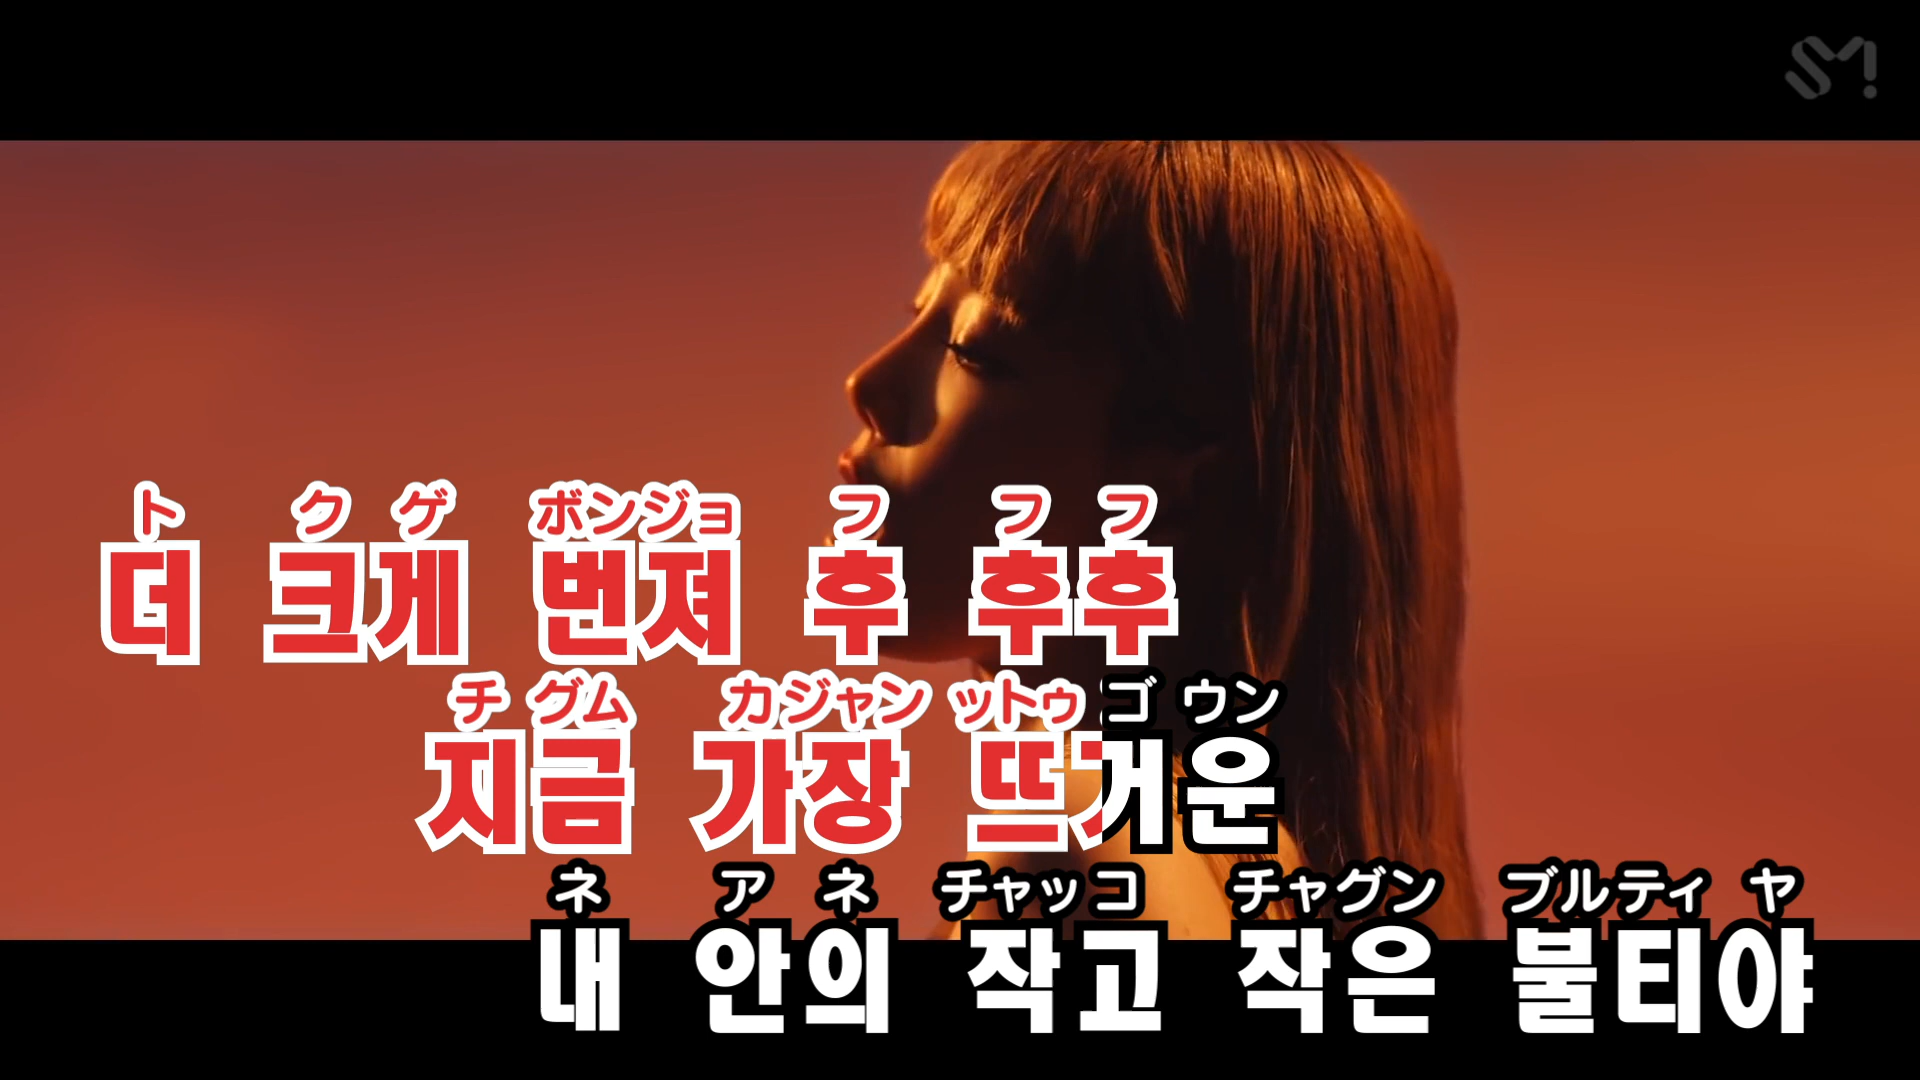 SM!
ト ク ゲ ボンジョ フ フ フ
더 크게 번져 후 후후
チ グム カジャン ットゥ ゴ ウン
지금 가장 뜨거운
ネ ア ネ チャッコ チャグン ブルティ ヤ
내 안의 작고 작은 불티야